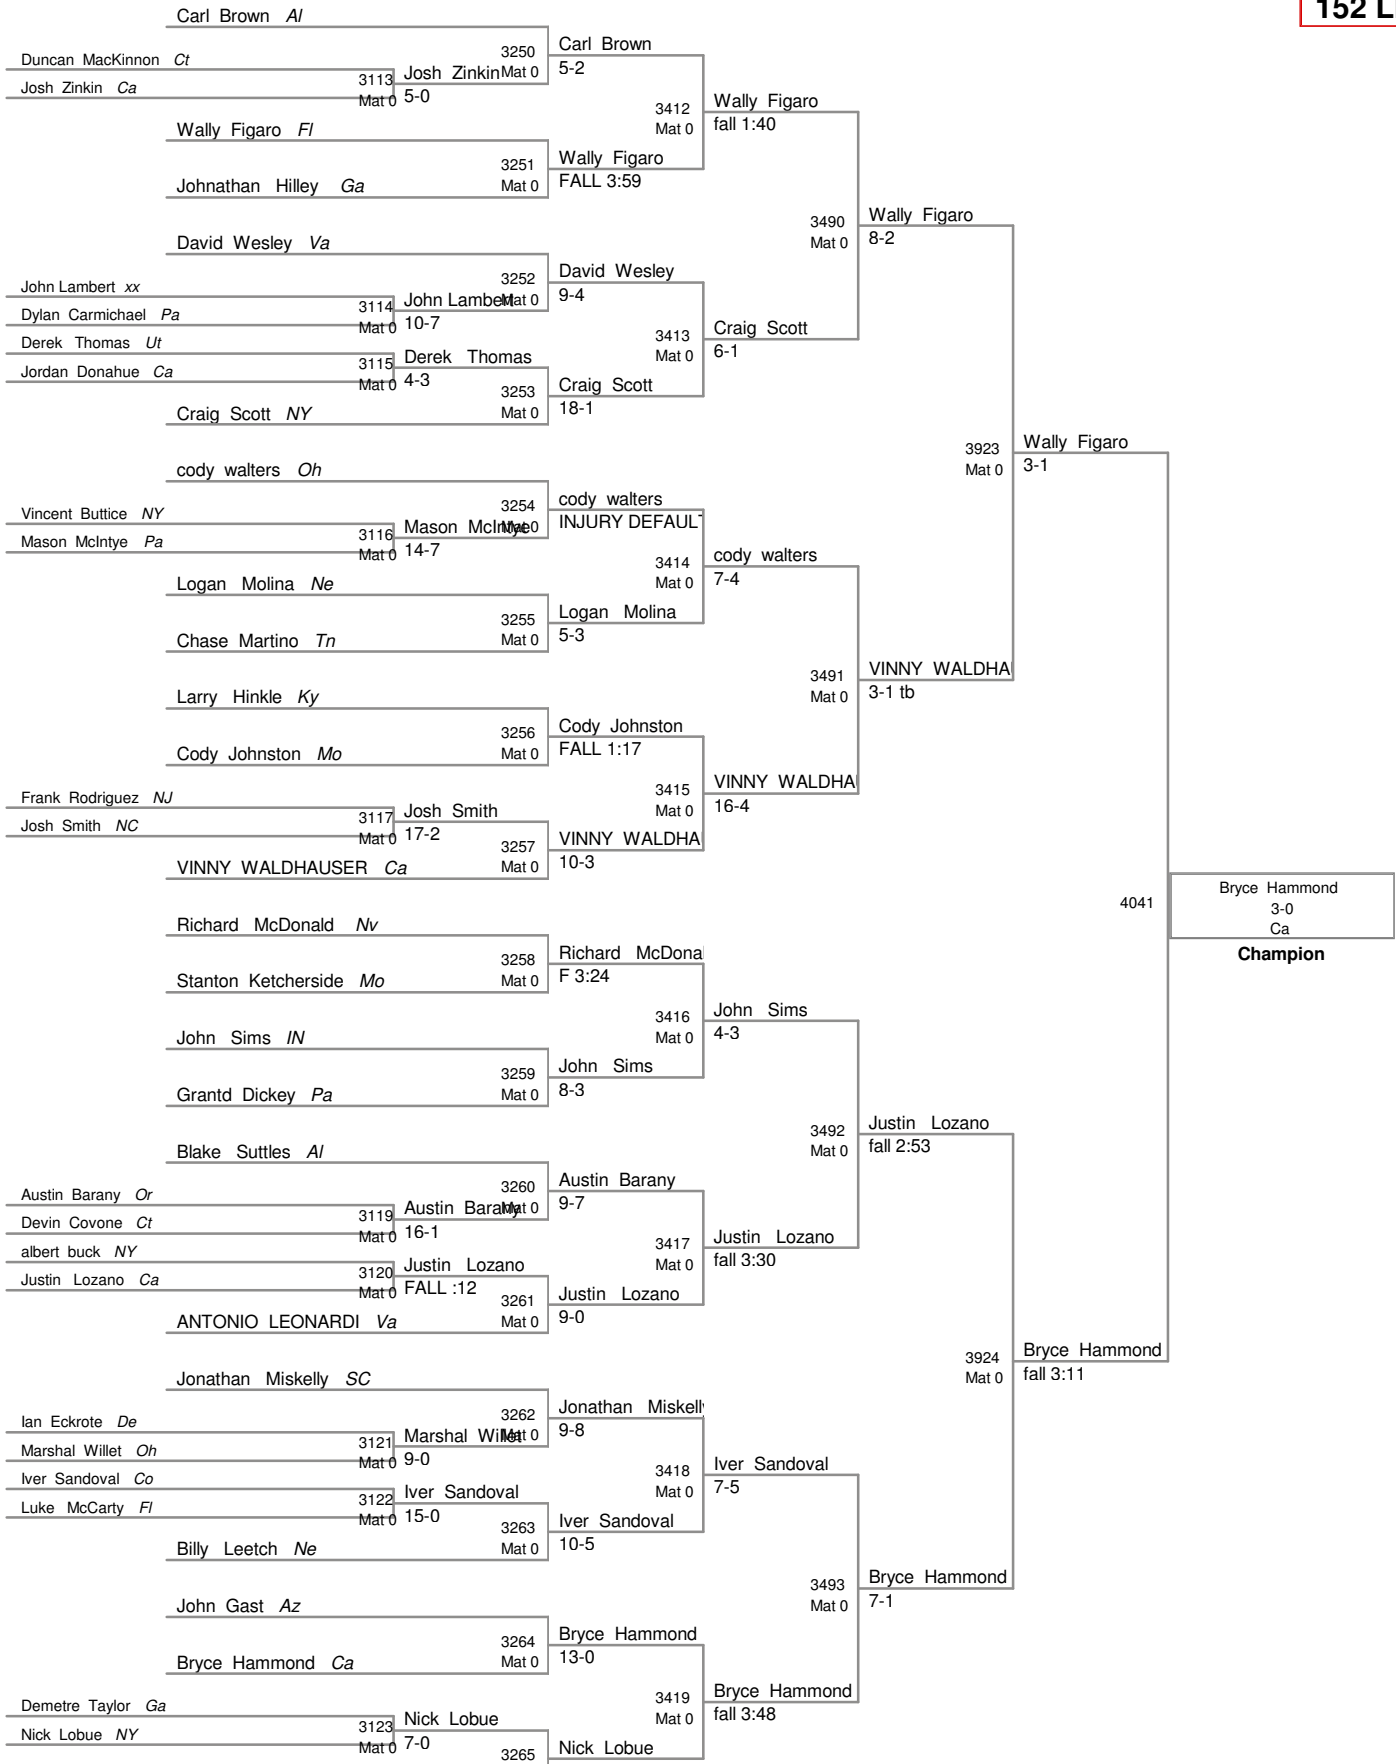 152 L
Carl Brown Al
Duncan MacKinnon Ct
Josh Zinkin Ca
3113
Mat 0
Josh Zinkin
5-0
3250
Mat 0
Carl Brown
5-2
Wally Figaro Fl
Johnathan Hilley Ga
3251
Mat 0
Wally Figaro
FALL 3:59
3412
Mat 0
Wally Figaro
fall 1:40
David Wesley Va
John Lambert xx
Dylan Carmichael Pa
3114
Mat 0
John Lambert
10-7
3252
Mat 0
David Wesley
9-4
Derek Thomas Ut
Jordan Donahue Ca
3115
Mat 0
Derek Thomas
4-3
Craig Scott NY
3253
Mat 0
Craig Scott
18-1
3413
Mat 0
Craig Scott
6-1
3490
Mat 0
Wally Figaro
8-2
cody walters Oh
Vincent Buttice NY
Mason McIntye Pa
3116
Mat 0
Mason McIntye
14-7
3254
Mat 0
cody walters
INJURY DEFAULT
Logan Molina Ne
Chase Martino Tn
3255
Mat 0
Logan Molina
5-3
3414
Mat 0
cody walters
7-4
Larry Hinkle Ky
Cody Johnston Mo
3256
Mat 0
Cody Johnston
FALL 1:17
Frank Rodriguez NJ
Josh Smith NC
3117
Mat 0
Josh Smith
17-2
VINNY WALDHAUSER Ca
3257
Mat 0
VINNY WALDHA
10-3
3415
Mat 0
VINNY WALDHA
16-4
3491
Mat 0
VINNY WALDHA
3-1 tb
3923
Mat 0
Wally Figaro
3-1
Richard McDonald Nv
Stanton Ketcherside Mo
3258
Mat 0
Richard McDona
F 3:24
John Sims IN
Grantd Dickey Pa
3259
Mat 0
John Sims
8-3
3416
Mat 0
John Sims
4-3
Blake Suttles Al
Austin Barany Or
Devin Covone Ct
3119
Mat 0
Austin Barany
16-1
3260
Mat 0
Austin Barany
9-7
albert buck NY
Justin Lozano Ca
3120
Mat 0
Justin Lozano
FALL :12
ANTONIO LEONARDI Va
3261
Mat 0
Justin Lozano
9-0
3417
Mat 0
Justin Lozano
fall 3:30
3492
Mat 0
Justin Lozano
fall 2:53
Jonathan Miskelly SC
Ian Eckrote De
Marshal Willet Oh
3121
Mat 0
Marshal Willet
9-0
3262
Mat 0
Jonathan Miskelly
9-8
Iver Sandoval Co
Luke McCarty Fl
3122
Mat 0
Iver Sandoval
15-0
Billy Leetch Ne
3263
Mat 0
Iver Sandoval
10-5
3418
Mat 0
Iver Sandoval
7-5
John Gast Az
Bryce Hammond Ca
3264
Mat 0
Bryce Hammond
13-0
Demetre Taylor Ga
Nick Lobue NY
3123
Mat 0
Nick Lobue
7-0
3265
Nick Lobue
3419
Mat 0
Bryce Hammond
fall 3:48
3493
Mat 0
Bryce Hammond
7-1
3924
Mat 0
Bryce Hammond
fall 3:11
4041
Bryce Hammond
3-0
Ca
Champion